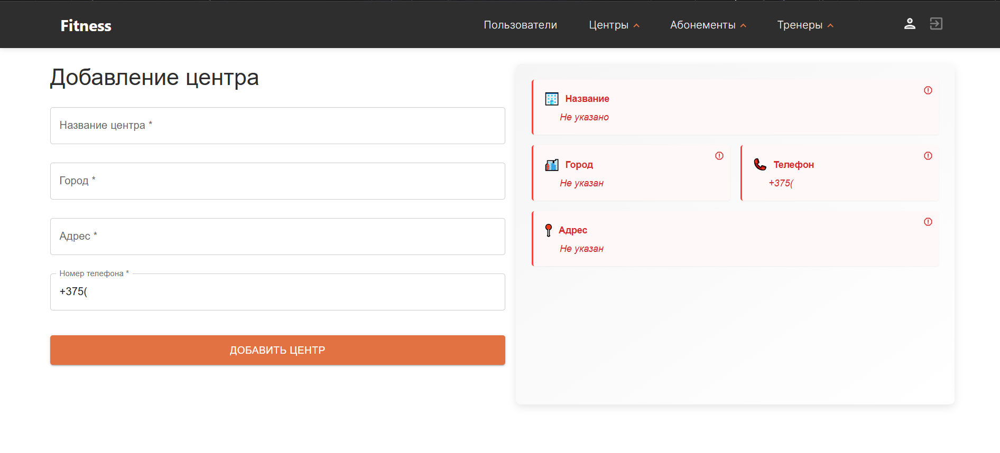 Fitness
Пользователи
Центры
Абонементы
Тренеры
Добавление центра
Название центра *
Город *
Адрес *
Номер телефона *
+375(
ДОБАВИТЬ ЦЕНТР
Название
Не указано
Город
Не указан
Телефон
+375(
Адрес
Не указан